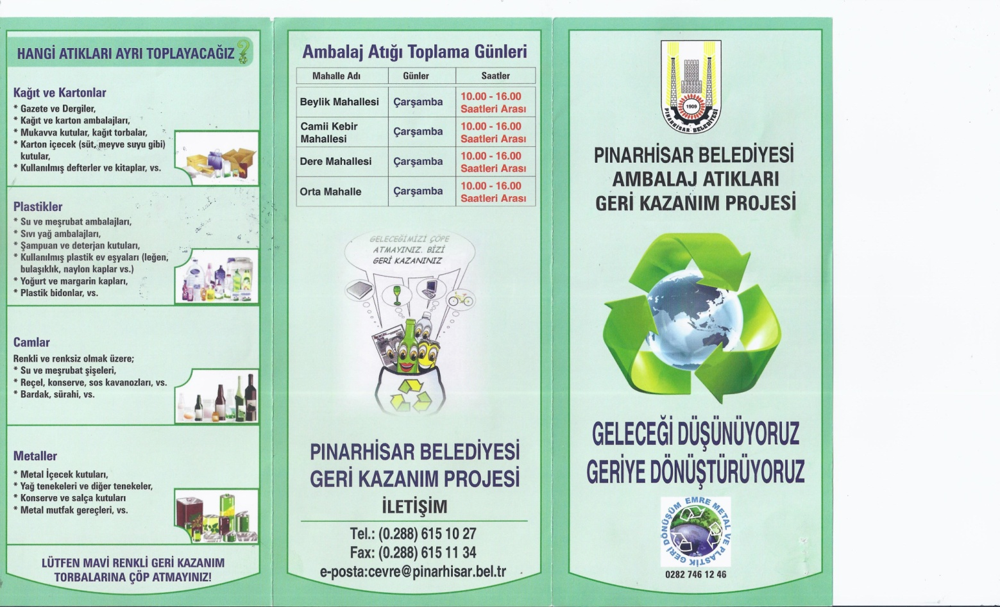 HANGİ ATIKLARI AYRI TOPLAYACAĞIZ ?
Kağıt ve Kartonlar
* Gazete ve Dergiler,
* Kağıt ve karton ambalajları,
* Mukavva kutular, kağıt torbalar,
* Karton içecek (süt, meyve suyu gibi)
kutular,
* Kullanılmış defterler ve kitaplar, vs.
Plastikler
* Su ve meşrubat ambalajları,
* Sıvı yağ ambalajları,
* Şampuan ve deterjan kutuları,
* Kullanılmış plastik ev eşyaları (leğen,
bulaşıklık, naylon kaplar vs.)
* Yoğurt ve margarin kapları,
* Plastik bidonlar, vs.
Camlar
Renkli ve renksiz olmak üzere;
* Su ve meşrubat şişeleri,
* Reçel, konserve, sos kavanozları, vs.
* Bardak, sürahi, vs.
Metaller
* Metal İçecek kutuları,
* Yağ tenekeleri ve diğer tenekeler,
* Konserve ve salça kutuları
* Metal mutfak gereçleri, vs.
LÜTFEN MAVİ RENKLİ GERİ KAZANIM
TORBALARINA ÇÖP ATMAYINIZ!
Ambalaj Atığı Toplama Günleri
Mahalle Adı Günler Saatler
Beylik Mahallesi Çarşamba 10.00 - 16.00
Saatleri Arası
Camii Kebir
Mahallesi Çarşamba 10.00 - 16.00
Saatleri Arası
Dere Mahallesi Çarşamba 10.00 - 16.00
Saatleri Arası
Orta Mahalle Çarşamba 10.00 - 16.00
Saatleri Arası
GELECEĞİMİZİ ÇÖPE
ATMAYINIZ. BİZİ
GERİ KAZANINIZ
PINARHİSAR BELEDİYESİ
GERİ KAZANIM PROJESİ
İLETİŞİM
Tel.: (0.288) 615 10 27
Fax: (0.288) 615 11 34
e-posta:cevre@pinarhisar.bel.tr
1909
PINARHİSAR BELEDİYESİ
PINARHİSAR BELEDİYESİ
AMBALAJ ATIKLARI
GERİ KAZANIM PROJESİ
GELECEĞİ DÜŞÜNÜYORUZ
GERİYE DÖNÜŞTÜRÜYORUZ
EMRE METAL VE PLASTİK GERİ DÖNÜŞÜM
0282 746 12 46